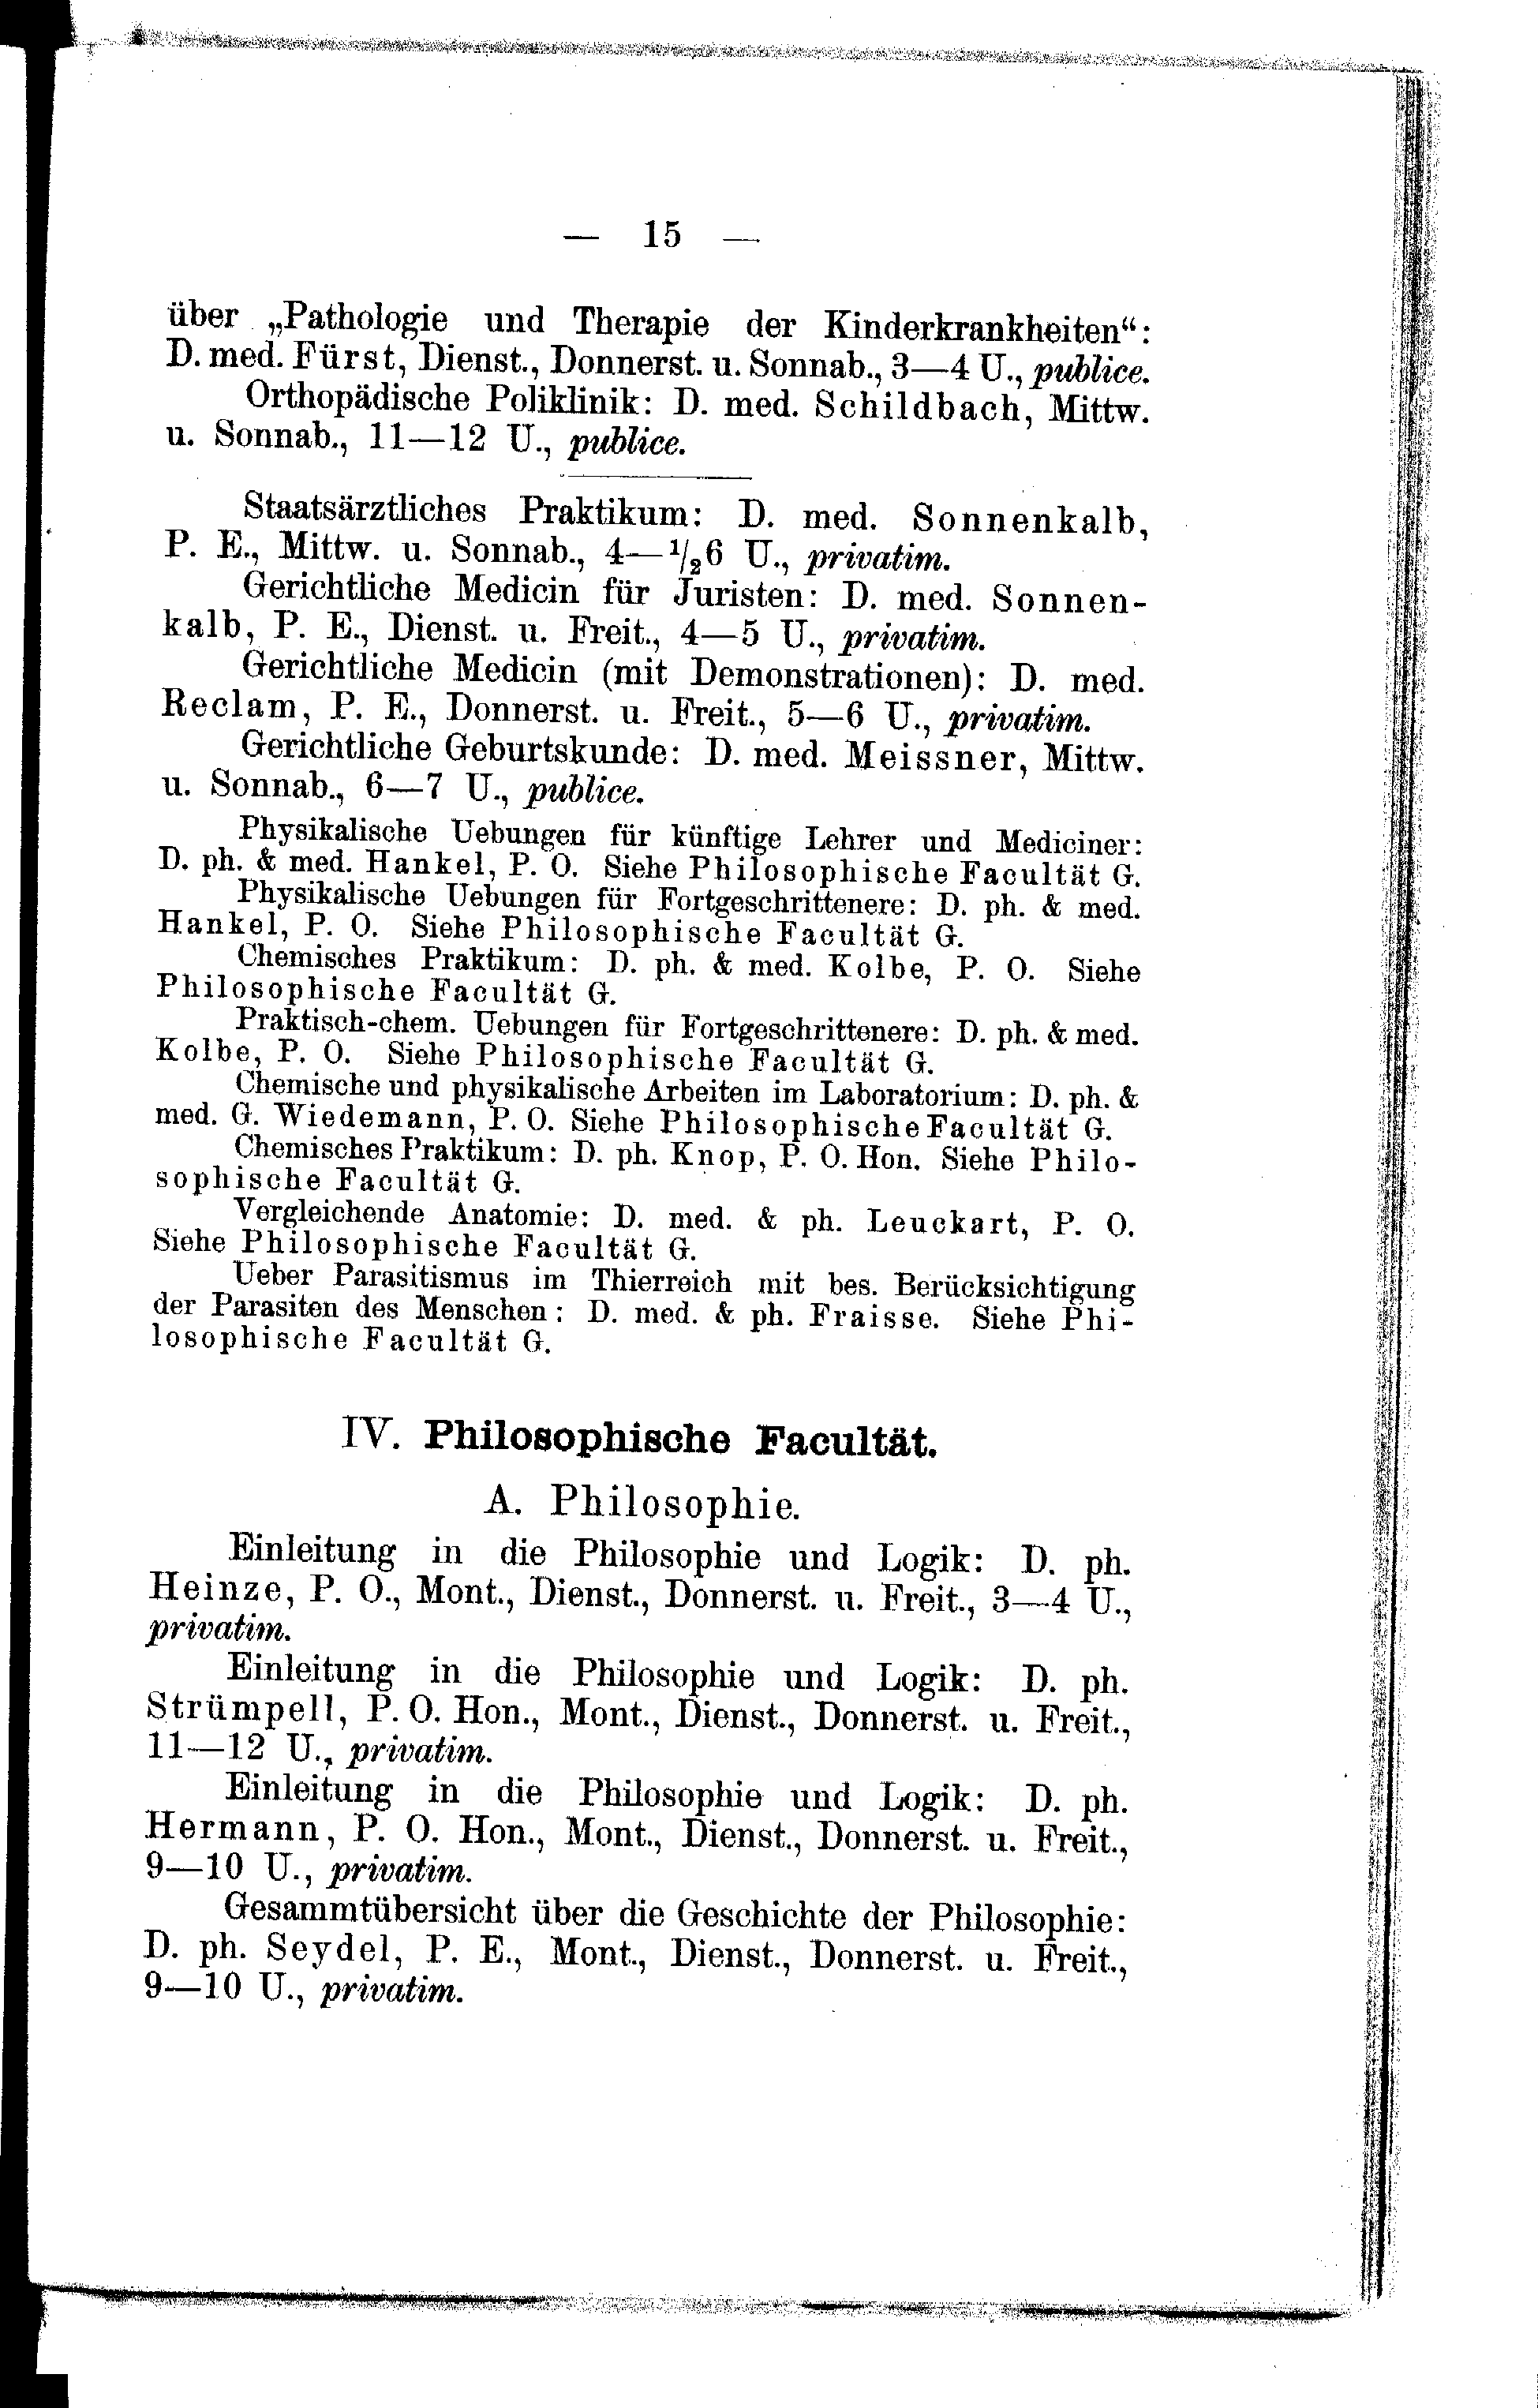 — 15 —
über „Pathologie und Therapie der Kinderkrankheiten“:
D. med. Fürst, Dienst., Donnerst. u. Sonnab., 3—4 U., publice.
Orthopädische Poliklinik: D. med. Schildbach, Mittw.
u. Sonnab., 11—12 U., publice.
Staatsärztliches Praktikum: D. med. Sonnenkalb,
P. E., Mittw. u. Sonnab., 4—1/26 U., privatim.
Gerichtliche Medicin für Juristen: D. med. Sonnen-
kalb, P. E., Dienst. u. Freit., 4—5 U., privatim.
Gerichtliche Medicin (mit Demonstrationen): D. med.
Reclam, P. E., Donnerst. u. Freit., 5—6 U., privatim.
Gerichtliche Geburtskunde: D. med. Meissner, Mittw.
u. Sonnab., 6—7 U., publice.
Physikalische Uebungen für künftige Lehrer und Mediciner:
D. ph. & med. Hankel, P. O. Siehe Philosophische Facultät G.
Physikalische Uebungen für Fortgeschrittenere: D. ph. & med.
Hankel, P. O. Siehe Philosophische Facultät G.
Chemisches Praktikum: D. ph. & med. Kolbe, P. O. Siehe
Philosophische Facultät G.
Praktisch-chem. Uebungen für Fortgeschrittenere: D. ph. & med.
Kolbe, P. O. Siehe Philosophische Facultät G.
Chemische und physikalische Arbeiten im Laboratorium: D. ph. &
med. G. Wiedemann, P. O. Siehe Philosophische Facultät G.
Chemisches Praktikum: D. ph. Knop, P. O. Hon. Siehe Philo-
sophische Facultät G.
Vergleichende Anatomie: D. med. & ph. Leuckart, P. O.
Siehe Philosophische Facultät G.
Ueber Parasitismus im Thierreich mit bes. Berücksichtigung
der Parasiten des Menschen: D. med. & ph. Fraisse. Siehe Phi-
losophische Facultät G.
IV. Philosophische Facultät.
A. Philosophie.
Einleitung in die Philosophie und Logik: D. ph.
Heinze, P. O., Mont., Dienst., Donnerst. u. Freit., 3—4 U.,
privatim.
Einleitung in die Philosophie und Logik: D. ph.
Strümpell, P. O. Hon., Mont., Dienst., Donnerst. u. Freit.,
11—12 U., privatim.
Einleitung in die Philosophie und Logik: D. ph.
Hermann, P. O. Hon., Mont., Dienst., Donnerst. u. Freit.,
9—10 U., privatim.
Gesammtübersicht über die Geschichte der Philosophie:
D. ph. Seydel, P. E., Mont., Dienst., Donnerst. u. Freit.,
9—10 U., privatim.